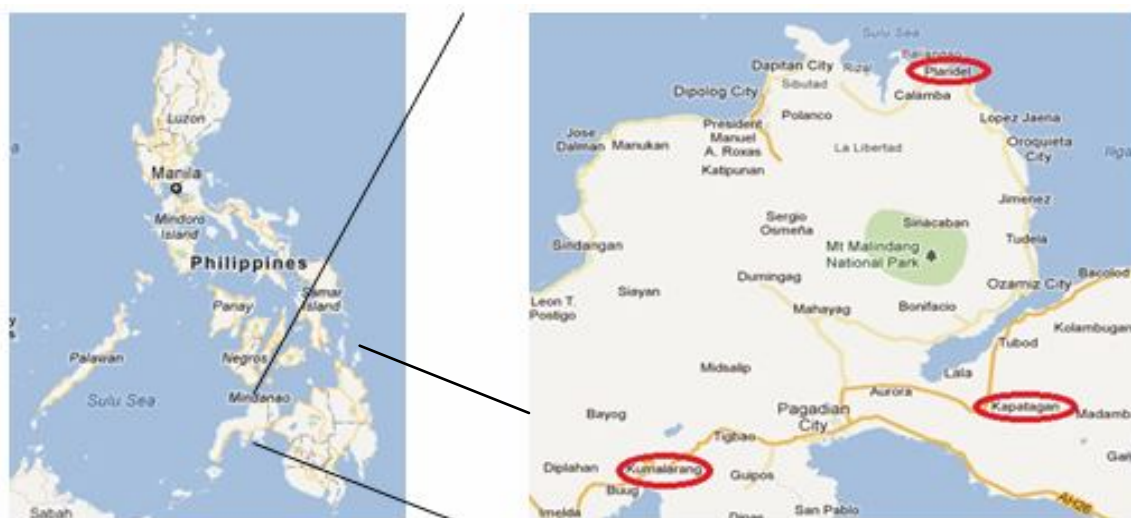 Luzon
Manila
Mindoro
Island
Philippines
Samar
Island
Panay
Negros
Palawan
Sulu Sea
Mindanao
Sabah
Sulu Sea
Dapitan City
Rizal
Plaridel
Sibutad
Dipolog City
Calamba
Polanco
Lopez Jaena
Jose
Dalman
Manukan
President
Manuel
A. Roxas
Katipunan
La Libertad
Oroquieta
City
Jimenez
Sergio
Osmeña
Sinacaban
Tudela
Sindangan
Mt Malindang
National Park
Dumingag
Bacolod
Ozamiz City
Leon T.
Postigo
Siayan
Mahayag
Bonifacio
Kolambugan
Tubod
Midsalip
Lala
Aurora
Kapatagan
Madamb
Bayog
Pagadian
City
Tigbao
Diplahan
Kumalarang
Guipos
Buug
Imelda
San Pablo
AH26